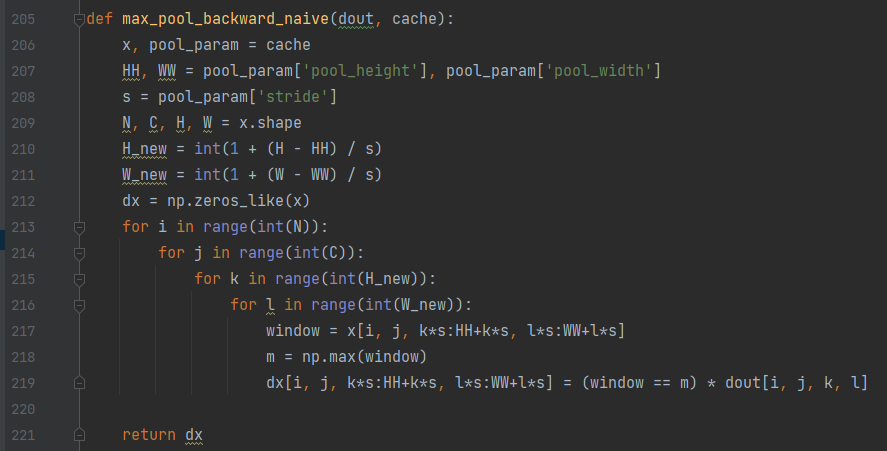 205 def max_pool_backward_naive(dout, cache):
206     x, pool_param = cache
207     HH, WW = pool_param['pool_height'], pool_param['pool_width']
208     s = pool_param['stride']
209     N, C, H, W = x.shape
210     H_new = int(1 + (H - HH) / s)
211     W_new = int(1 + (W - WW) / s)
212     dx = np.zeros_like(x)
213     for i in range(int(N)):
214         for j in range(int(C)):
215             for k in range(int(H_new)):
216                 for l in range(int(W_new)):
217                     window = x[i, j, k*s:HH+k*s, l*s:WW+l*s]
218                     m = np.max(window)
219                     dx[i, j, k*s:HH+k*s, l*s:WW+l*s] = (window == m) * dout[i, j, k, l]
220
221     return dx